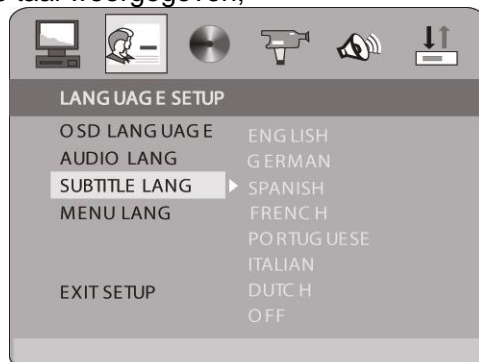 taal weergegeven,
LANGUAGE SETUP
OSD LANGUAGE
AUDIO LANG
SUBTITLE LANG
MENU LANG
EXIT SETUP
ENGLISH
GERMAN
SPANISH
FRENCH
PORTUGUESE
ITALIAN
DUTCH
OFF